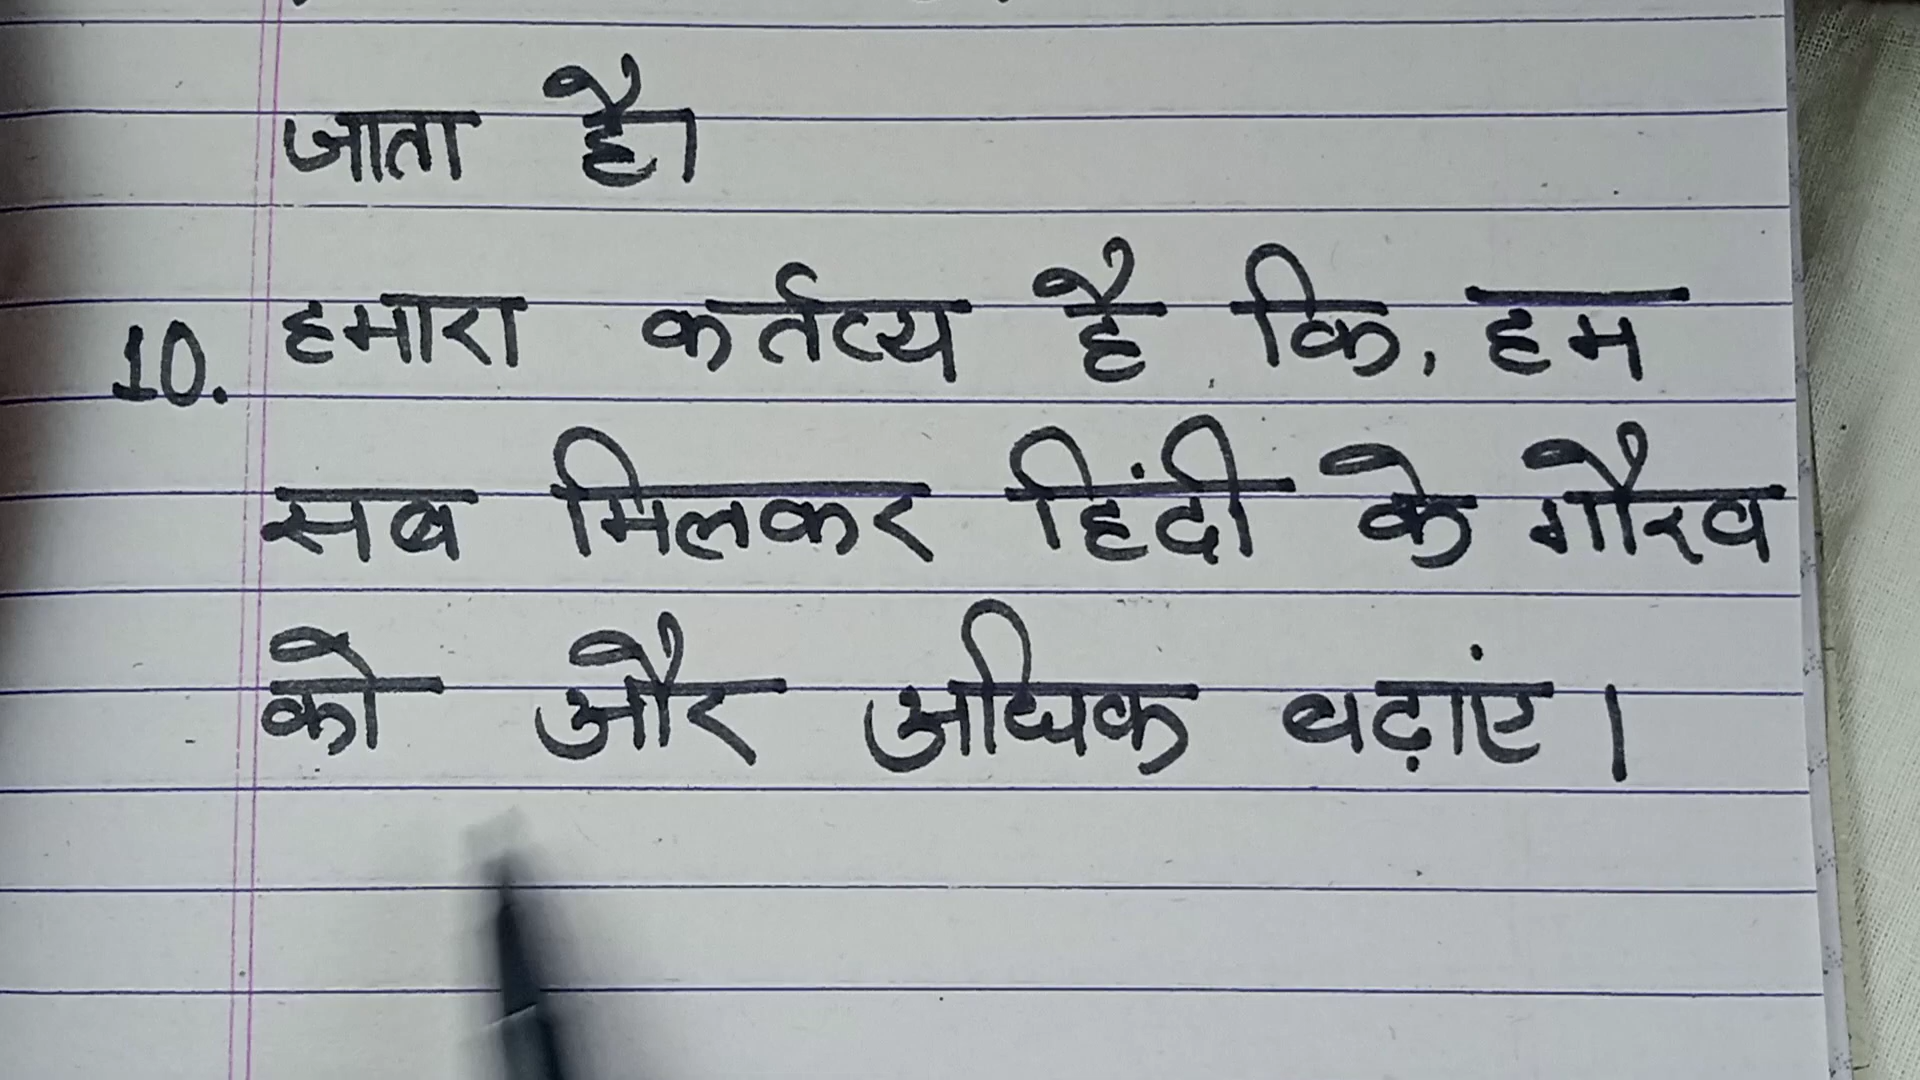 जाता है।
10. हमारा कर्तव्य है कि, हम
सब मिलकर हिंदी के गौरव
को और अधिक बढ़ाएं।